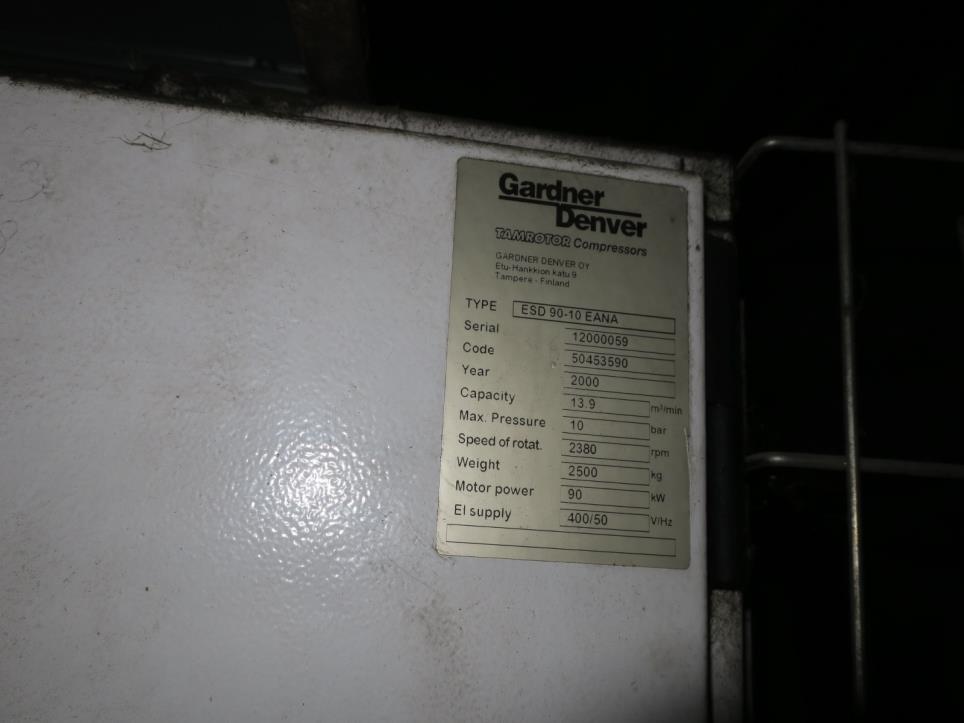 Gardner
Denver
TAMROTOR Compressors
GARDNER DENVER OY
Etu-Hankkion katu 9
Tampere - Finland
TYPE ESD 90-10 EANA
Serial 12000059
Code 50453590
Year 2000
Capacity 13.9 m³/min
Max. Pressure 10 bar
Speed of rotat. 2380 rpm
Weight 2500 kg
Motor power 90 kW
El supply 400/50 V/Hz